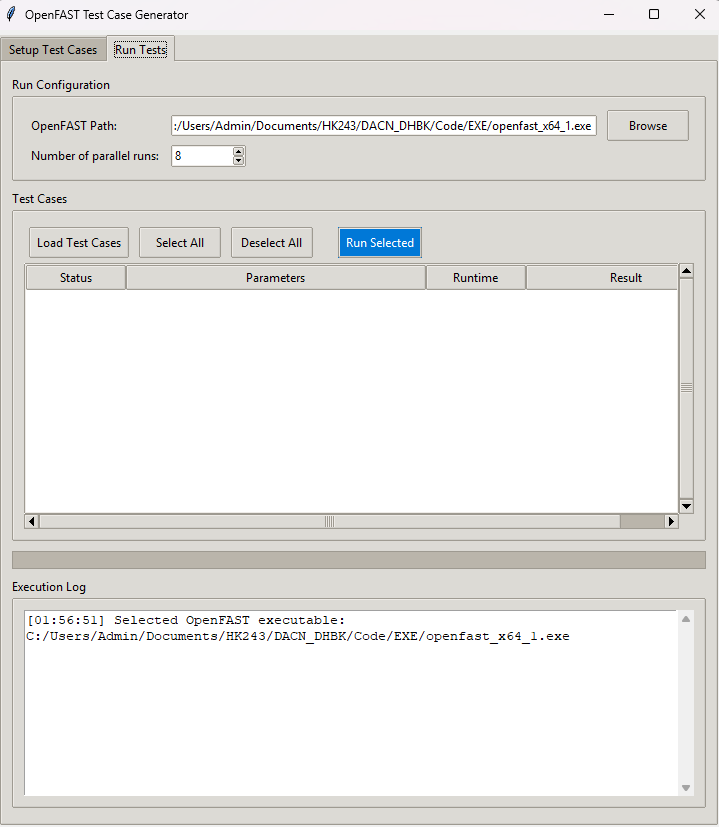 OpenFAST Test Case Generator
Setup Test Cases Run Tests
Run Configuration
OpenFAST Path: :/Users/Admin/Documents/HK243/DACN_DHBK/Code/EXE/openfast_x64_1.exe Browse
Number of parallel runs: 8
Test Cases
Load Test Cases Select All Deselect All Run Selected
Status Parameters Runtime Result
Execution Log
[01:56:51] Selected OpenFAST executable:
C:/Users/Admin/Documents/HK243/DACN_DHBK/Code/EXE/openfast_x64_1.exe